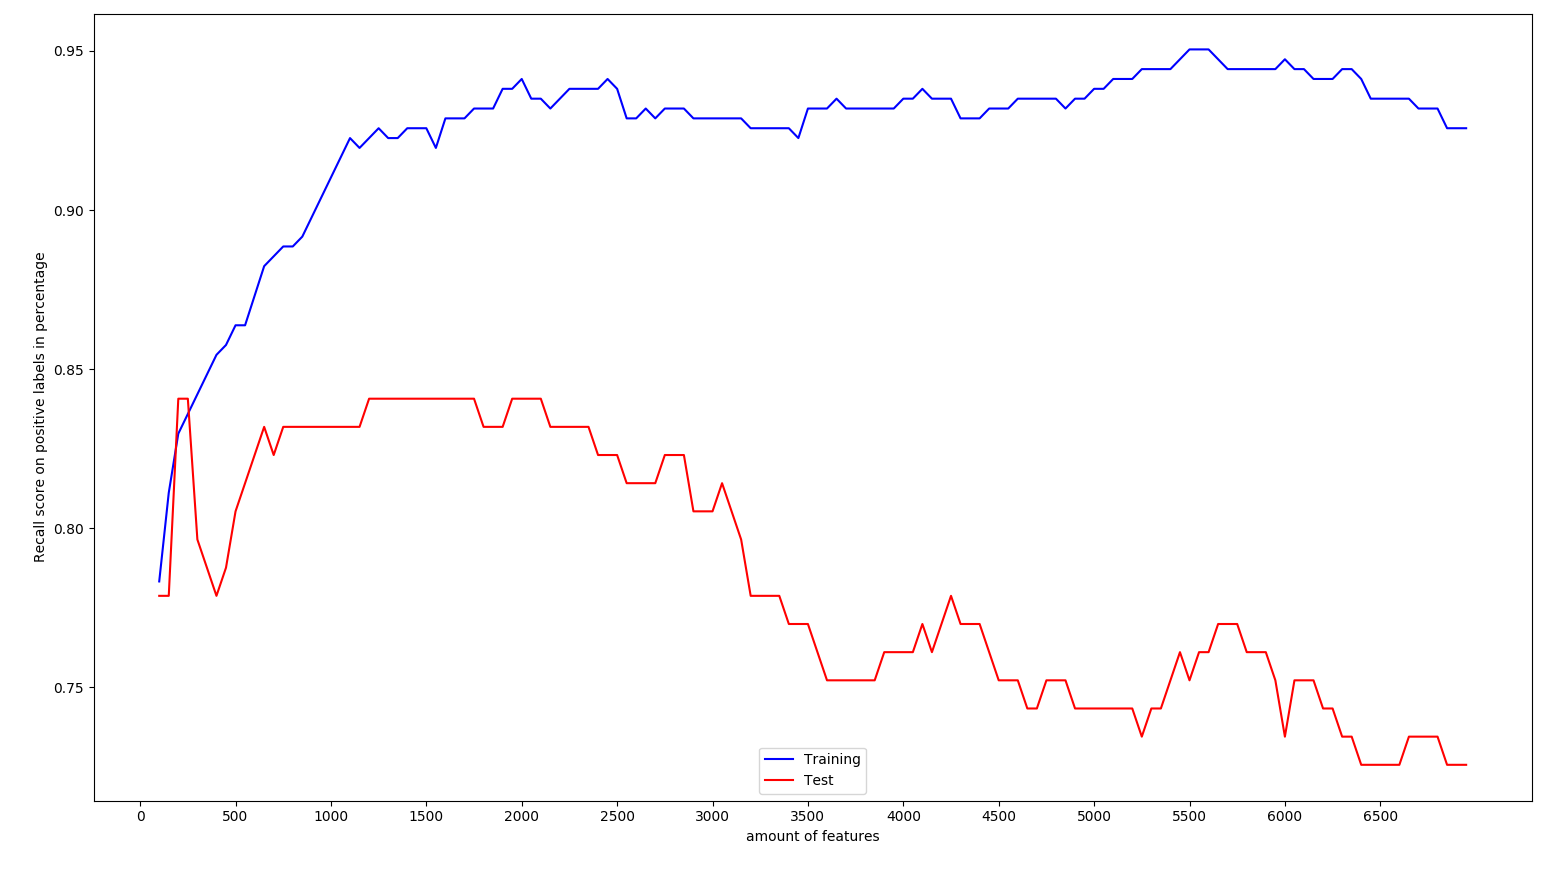 0.95
0.90
0.85
0.80
0.75
Recall score on positive labels in percentage
Training
Test
0 500 1000 1500 2000 2500 3000 3500 4000 4500 5000 5500 6000 6500
amount of features